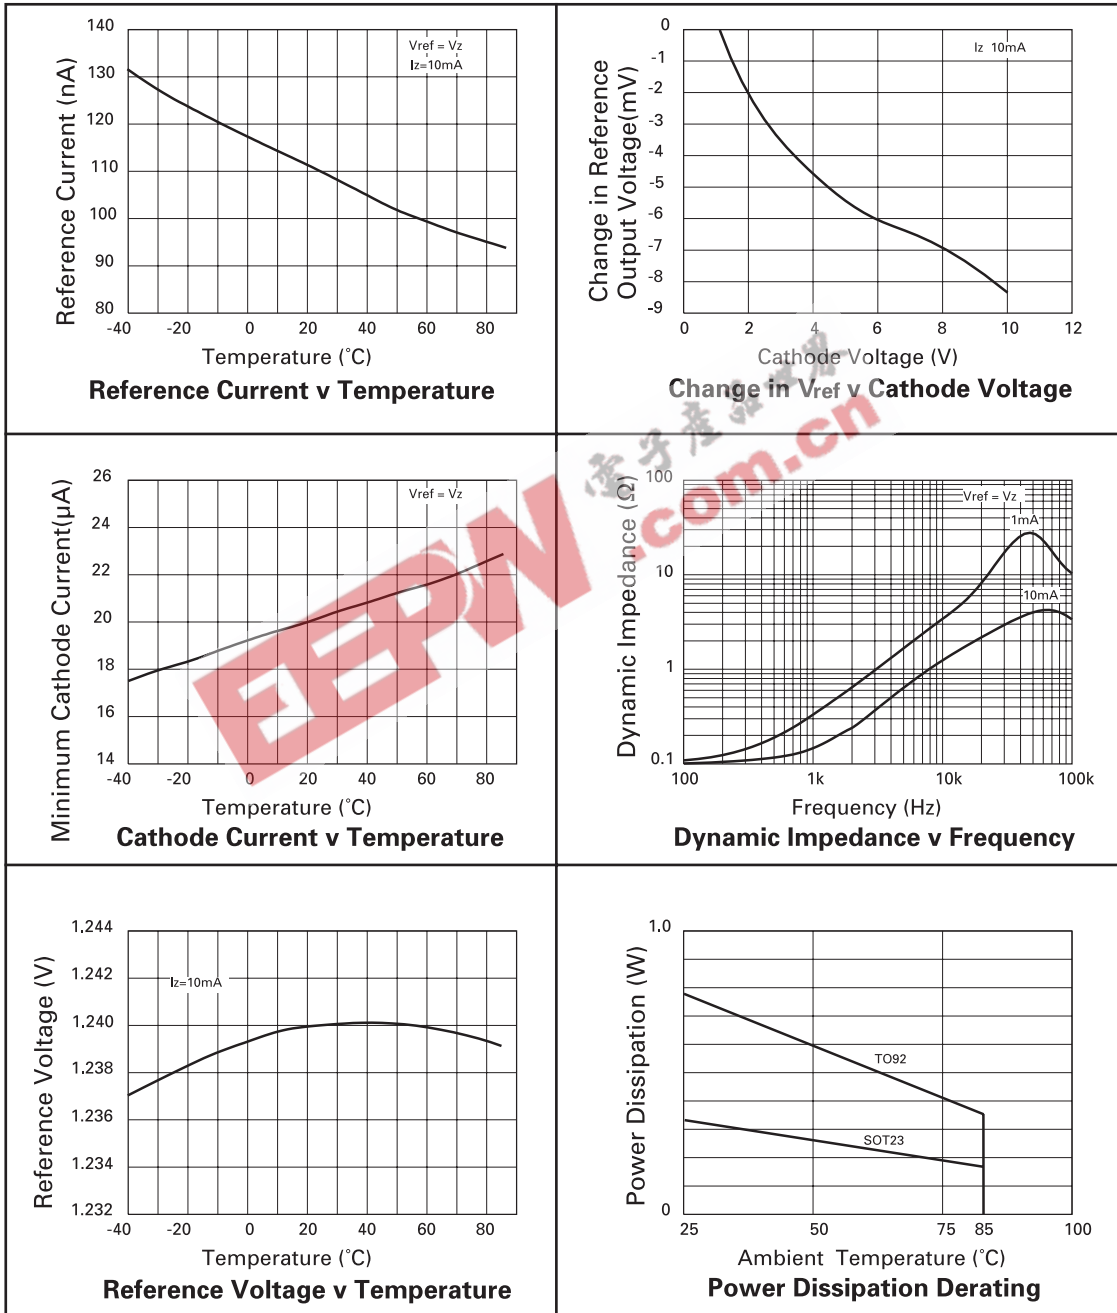 140
130
120
110
100
90
80
Reference Current (nA)
Vref = Vz
Iz=10mA
-40 -20 0 20 40 60 80
Temperature (°C)
Reference Current v Temperature
0
-1
-2
-3
-4
-5
-6
-7
-8
-9
Change in Reference
Output Voltage(mV)
Iz 10mA
0 2 4 6 8 10 12
Cathode Voltage (V)
Change in Vref v Cathode Voltage
26
24
22
20
18
16
14
Minimum Cathode Current(µA)
Vref = Vz
-40 -20 0 20 40 60 80
Temperature (°C)
Cathode Current v Temperature
100
10
1
0.1
Dynamic Impedance (Ω)
Vref = Vz
1mA
10mA
100 1k 10k 100k
Frequency (Hz)
Dynamic Impedance v Frequency
EEPW
.com.cn
電子產品世界
1.244
1.242
1.240
1.238
1.236
1.234
1.232
Reference Voltage (V)
Iz=10mA
-40 -20 0 20 40 60 80
Temperature (°C)
Reference Voltage v Temperature
1.0
0
Power Dissipation (W)
TO92
SOT23
25 50 75 85 100
Ambient Temperature (°C)
Power Dissipation Derating